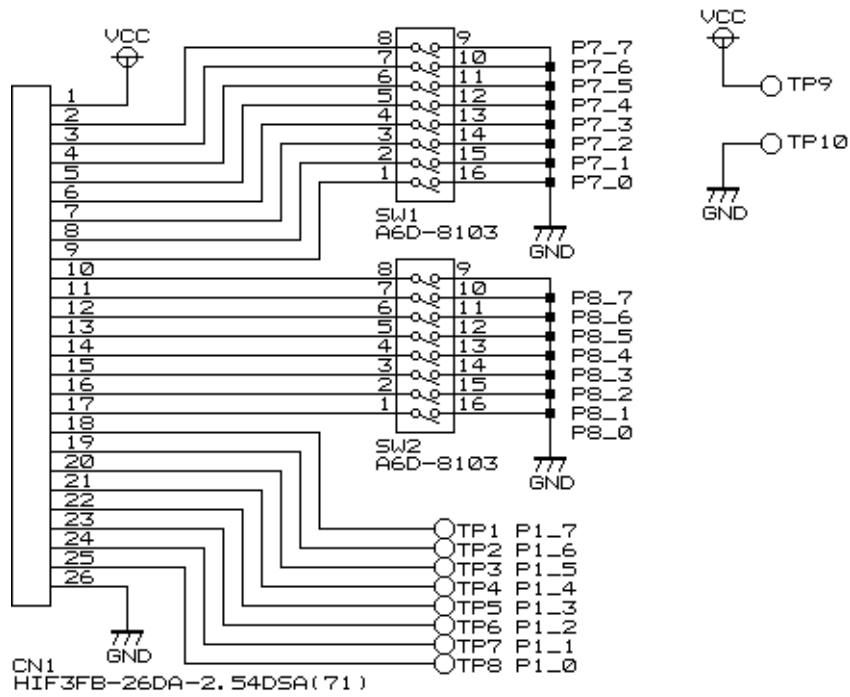 VCC
1
2
3
4
5
6
7
8
9
10
11
12
13
14
15
16
17
18
19
20
21
22
23
24
25
26
GND
CN1
HIF3FB-26DA-2.54DSA(71)
8 9 P7_7
7 10 P7_6
6 11 P7_5
5 12 P7_4
4 13 P7_3
3 14 P7_2
2 15 P7_1
1 16 P7_0
SW1
A6D-8103
GND
8 9
7 10 P8_7
6 11 P8_6
5 12 P8_5
4 13 P8_4
3 14 P8_3
2 15 P8_2
1 16 P8_1
P8_0
SW2
A6D-8103
GND
TP1 P1_7
TP2 P1_6
TP3 P1_5
TP4 P1_4
TP5 P1_3
TP6 P1_2
TP7 P1_1
TP8 P1_0
VCC
TP9
TP10
GND